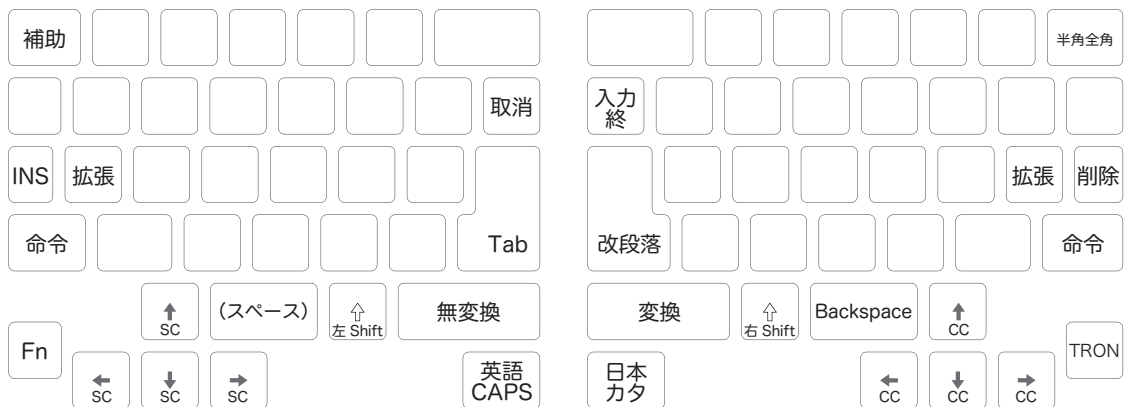 補助
半角全角
取消
入力
終
INS
拡張
拡張
削除
命令
Tab
改段落
命令
SC
(スペース)
左 Shift
無変換
変換
右 Shift
Backspace
CC
Fn
SC
SC
SC
英語
CAPS
日本
カタ
CC
CC
CC
TRON